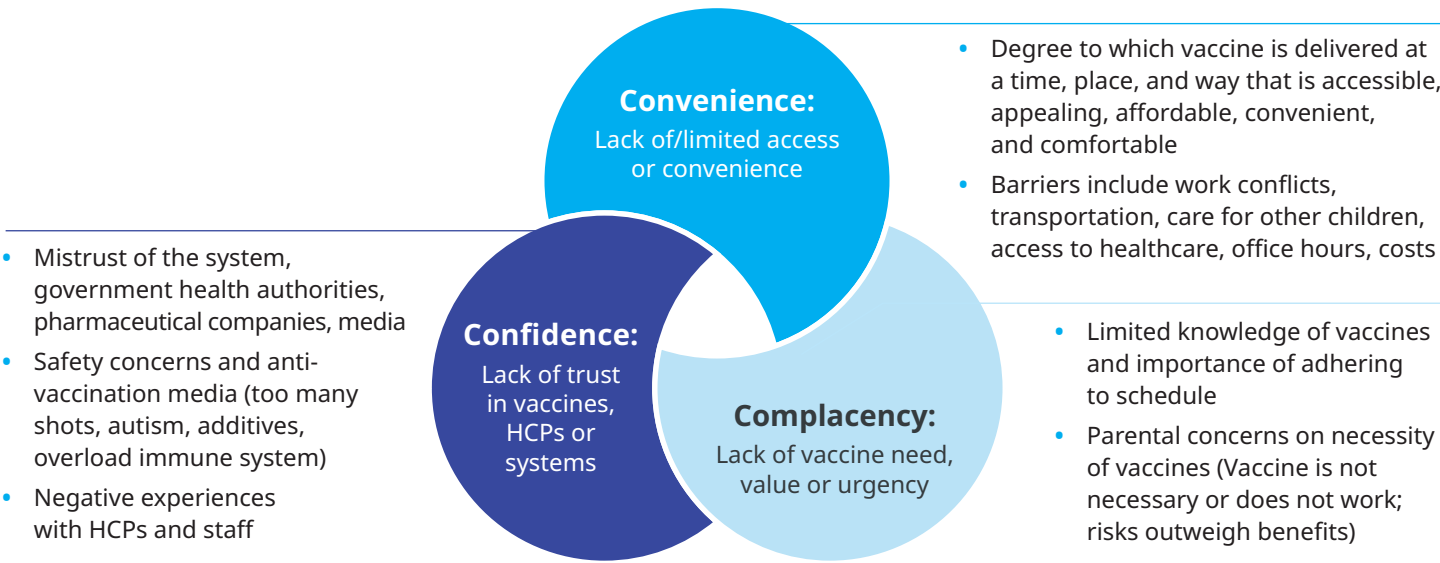 Convenience:
Lack of/limited access
or convenience
• Degree to which vaccine is delivered at
a time, place, and way that is accessible,
appealing, affordable, convenient,
and comfortable
• Barriers include work conflicts,
transportation, care for other children,
access to healthcare, office hours, costs
• Mistrust of the system,
government health authorities,
pharmaceutical companies, media
• Safety concerns and anti-
vaccination media (too many
shots, autism, additives,
overload immune system)
• Negative experiences
with HCPs and staff
Confidence:
Lack of trust
in vaccines,
HCPs or
systems
Complacency:
Lack of vaccine need,
value or urgency
• Limited knowledge of vaccines
and importance of adhering
to schedule
• Parental concerns on necessity
of vaccines (Vaccine is not
necessary or does not work;
risks outweigh benefits)